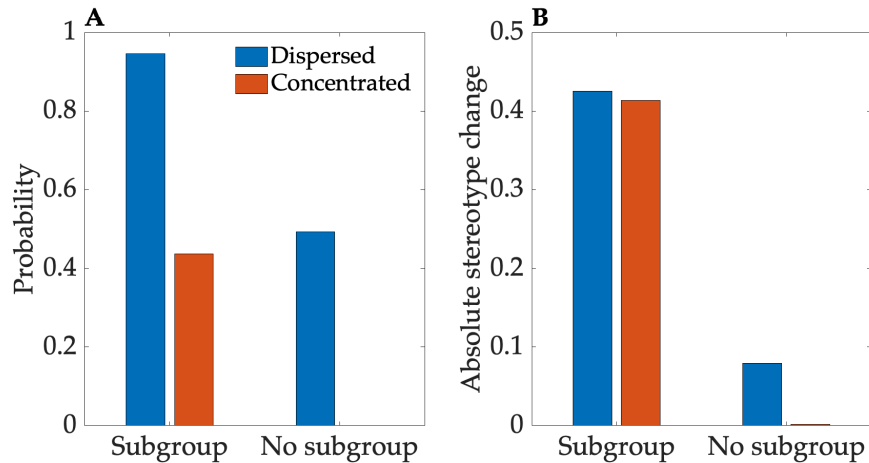 A
Probability
1
0.8
0.6
0.4
0.2
0
Dispersed
Concentrated
Subgroup
No subgroup
B
Absolute stereotype change
0.5
0.4
0.3
0.2
0.1
0
Subgroup
No subgroup